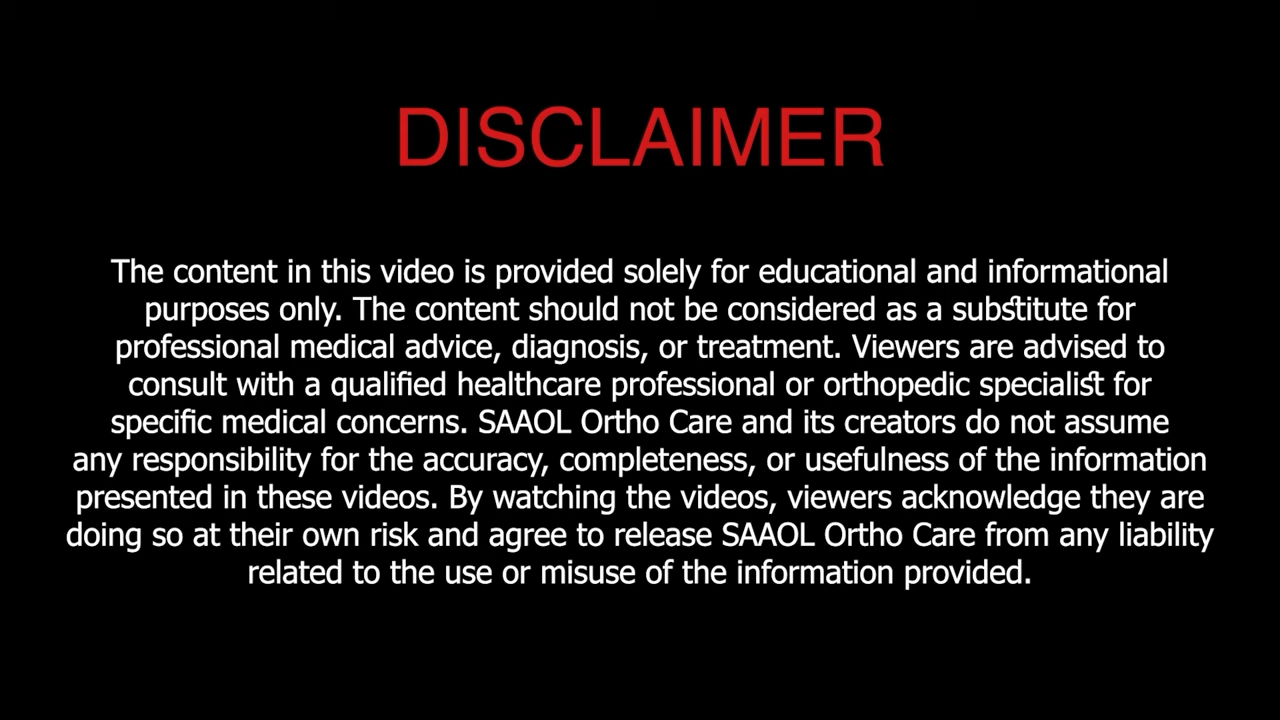 DISCLAIMER
The content in this video is provided solely for educational and informational
purposes only. The content should not be considered as a substitute for
professional medical advice, diagnosis, or treatment. Viewers are advised to
consult with a qualified healthcare professional or orthopedic specialist for
specific medical concerns. SAAOL Ortho Care and its creators do not assume
any responsibility for the accuracy, completeness, or usefulness of the information
presented in these videos. By watching the videos, viewers acknowledge they are
doing so at their own risk and agree to release SAAOL Ortho Care from any liability
related to the use or misuse of the information provided.